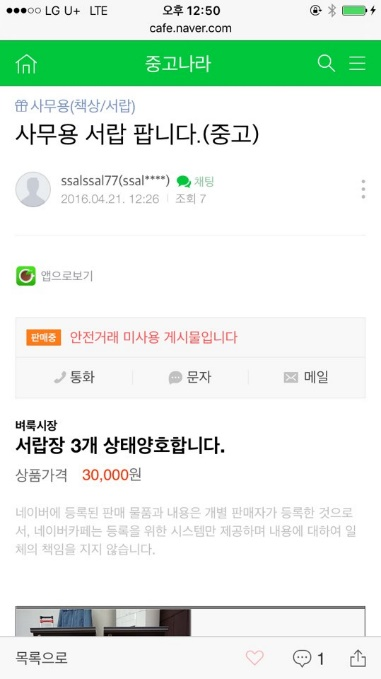 LG U+ LTE 오후 12:50
cafe.naver.com
중고나라
사무용(책상/서랍)
사무용 서랍 팝니다.(중고)
ssalssal77(ssal****) 채팅
2016.04.21. 12:26 조회 7
앱으로보기
판매중 안전거래 미사용 게시물입니다
통화 문자 메일
벼룩시장
서랍장 3개 상태양호합니다.
상품가격 30,000원
네이버에 등록된 판매 물품과 내용은 개별 판매자가 등록한 것으로
서, 네이버카페는 등록을 위한 시스템만 제공하며 내용에 대하여 일
체의 책임을 지지 않습니다.
목록으로 1